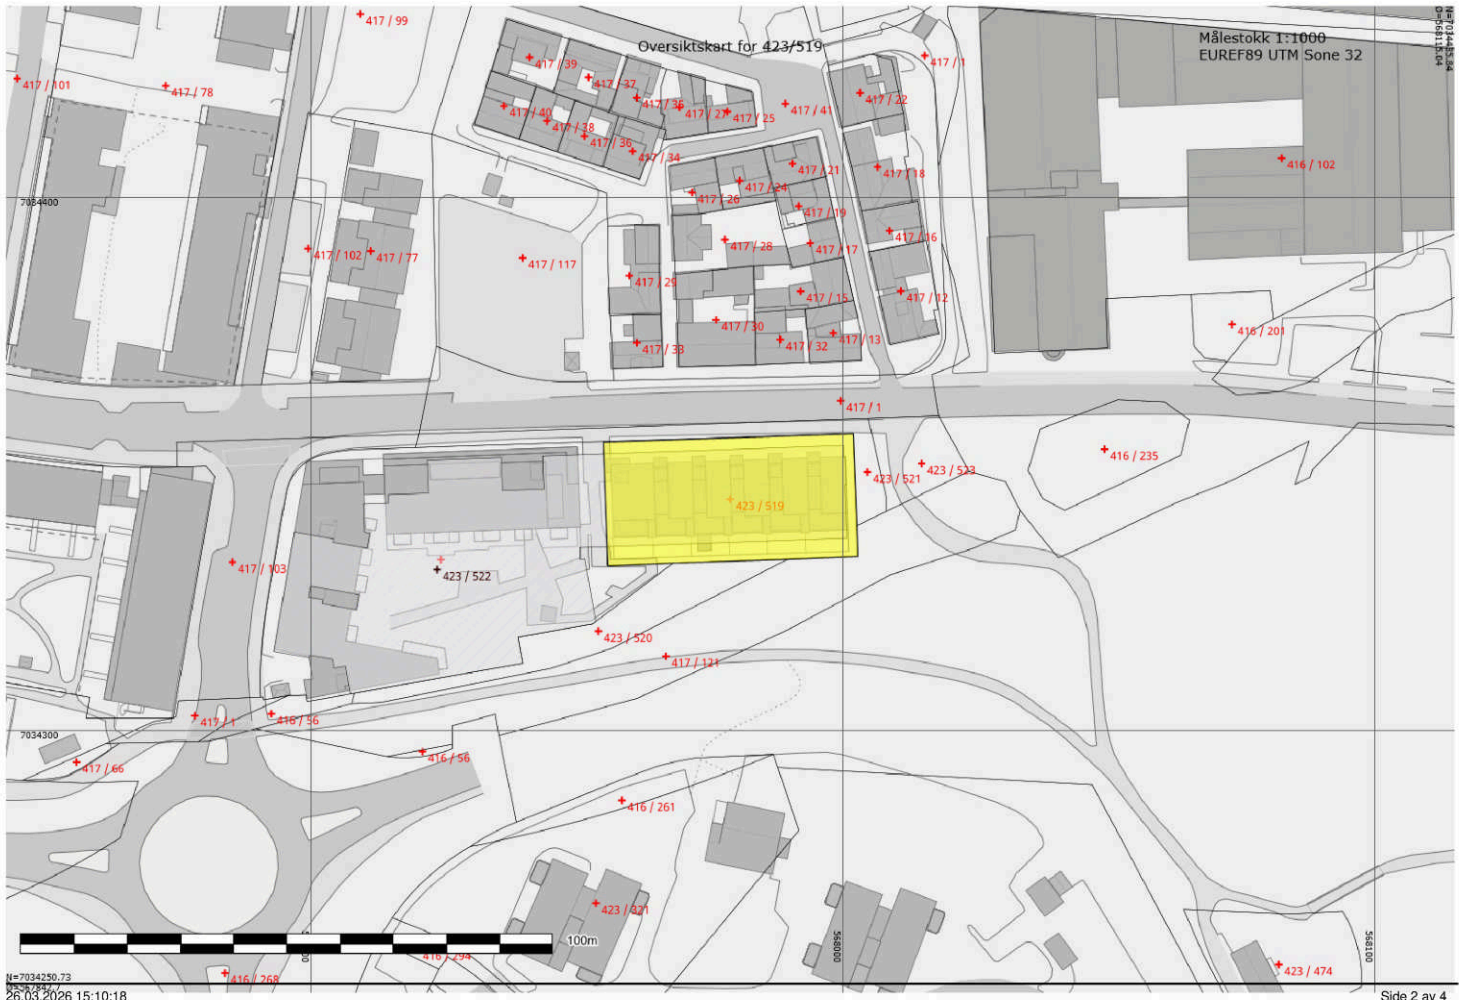 417 / 99
Oversiktskart for 423/519
Målestokk 1:1000
EUREF89 UTM Sone 32
417 / 1
417 / 39
417 / 101
417 / 78
417 / 37
417 / 35
417 / 27
417 / 25
417 / 41
417 / 22
417 / 40
417 / 38
417 / 36
417 / 34
416 / 102
417 / 21
417 / 18
417 / 24
417 / 26
417 / 19
7034400
417 / 16
417 / 28
417 / 17
417 / 102
417 / 77
417 / 117
417 / 29
417 / 15
417 / 12
417 / 30
416 / 201
417 / 33
417 / 32
417 / 13
417 / 1
416 / 235
423 / 521
423 / 523
423 / 519
417 / 103
423 / 522
423 / 520
417 / 121
417 / 1
416 / 56
7034300
416 / 56
417 / 66
416 / 261
423 / 321
100m
568000
568100
416 / 294
423 / 474
416 / 268
N=7034250.73
26.03.2026 15:10:18
Side 2 av 4